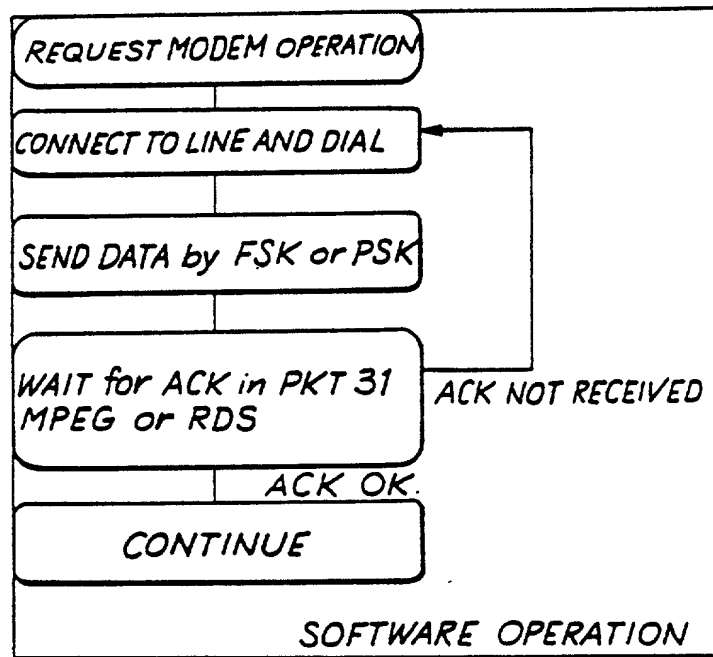 REQUEST MODEM OPERATION
CONNECT TO LINE AND DIAL
SEND DATA by FSK or PSK
WAIT for ACK in PKT 31
MPEG or RDS
ACK NOT RECEIVED
ACK OK.
CONTINUE
SOFTWARE OPERATION